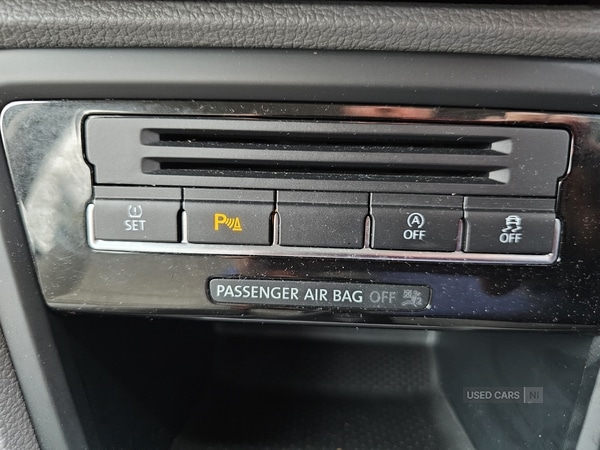 SET
P
A
OFF
OFF
PASSENGER AIR BAG OFF
USED CARS NI